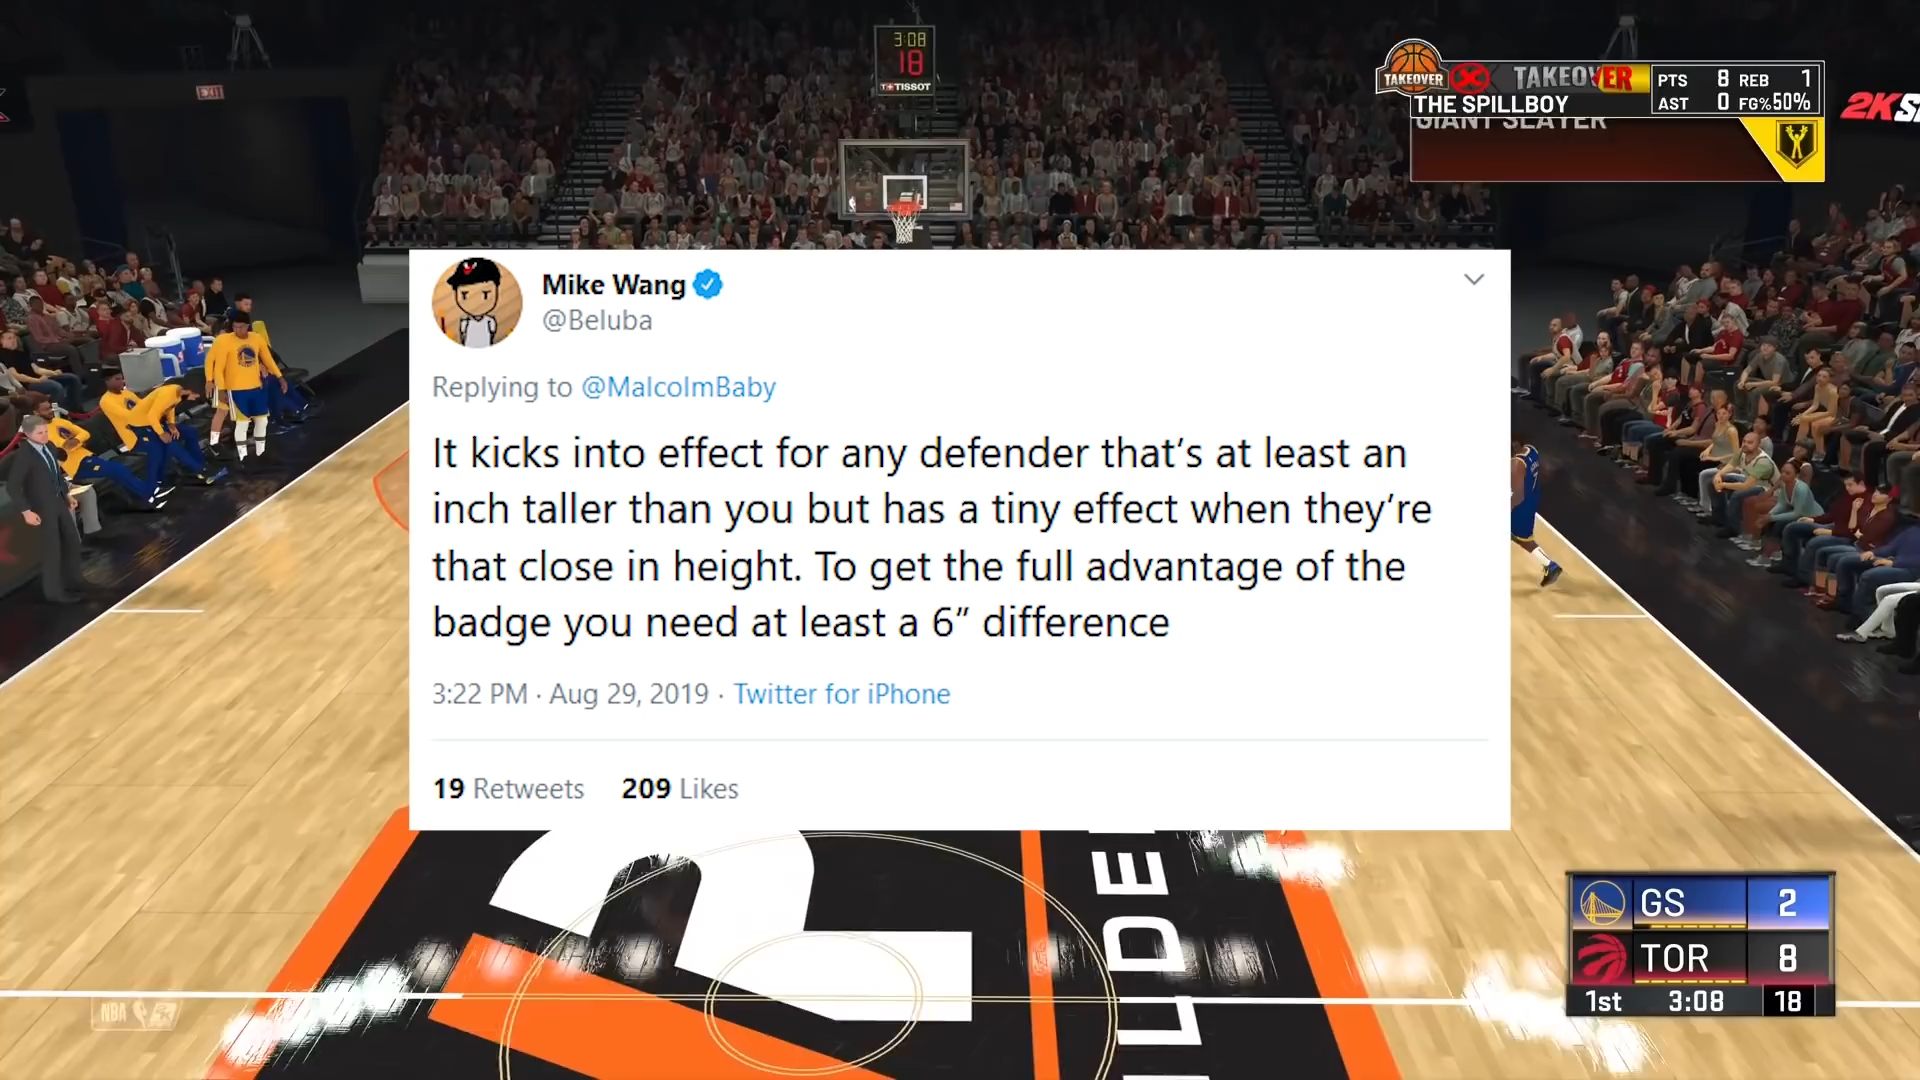 3:08
18
TISSOT
TAKEOVER
TAKEOVER
PTS 8 REB 1
THE SPILLBOY
AST 0 FG% 50%
GIANT SLAYER
Mike Wang
@Beluba
Replying to @MalcolmBaby
It kicks into effect for any defender that’s at least an
inch taller than you but has a tiny effect when they’re
that close in height. To get the full advantage of the
badge you need at least a 6” difference
3:22 PM · Aug 29, 2019 · Twitter for iPhone
19 Retweets 209 Likes
GS 2
TOR 8
1st 3:08 18
NBA 2K